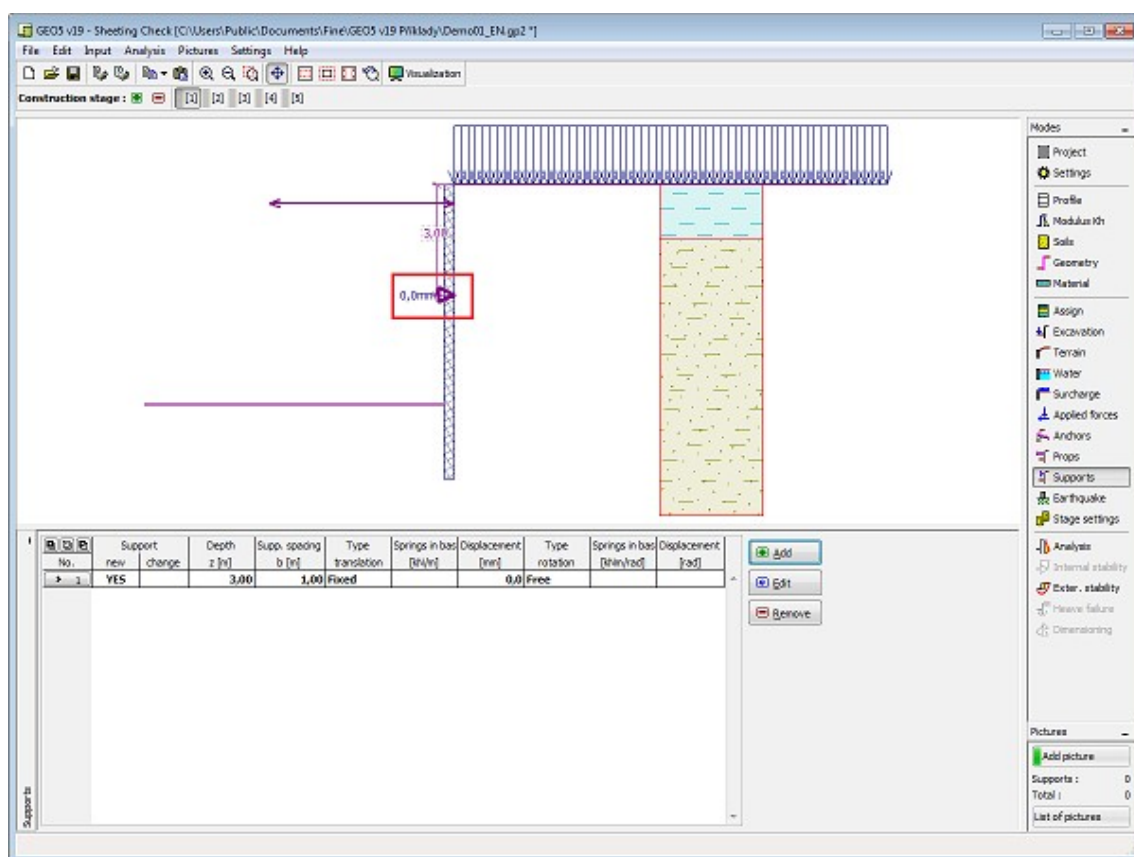 GEO5 v19 - Sheeting Check [C:\Users\Public\Documents\Fine\GEO5 v19 Příklady\Demo01_EN.gp2 *]
File Edit Input Analysis Pictures Settings Help
Visualization
Construction stage : [1] [2] [3] [4] [5]
3,00
0,0mm
Modes
Project
Settings
Profile
Modulus Kh
Soils
Geometry
Material
Assign
Excavation
Terrain
Water
Surcharge
Applied forces
Anchors
Props
Supports
Earthquake
Stage settings
Analysis
Internal stability
Exter. stability
Heave failure
Dimensioning
Support Depth Supp. spacing Type Springs in bas Displacement Type Springs in bas Displacement
No. new change z [m] b [m] translation [kN/m] [mm] rotation [kNm/rad] [rad]
1 YES 3,00 1,00 Fixed 0,0 Free
Add
Edit
Remove
Supports
Pictures
Add picture
Supports : 0
Total : 0
List of pictures